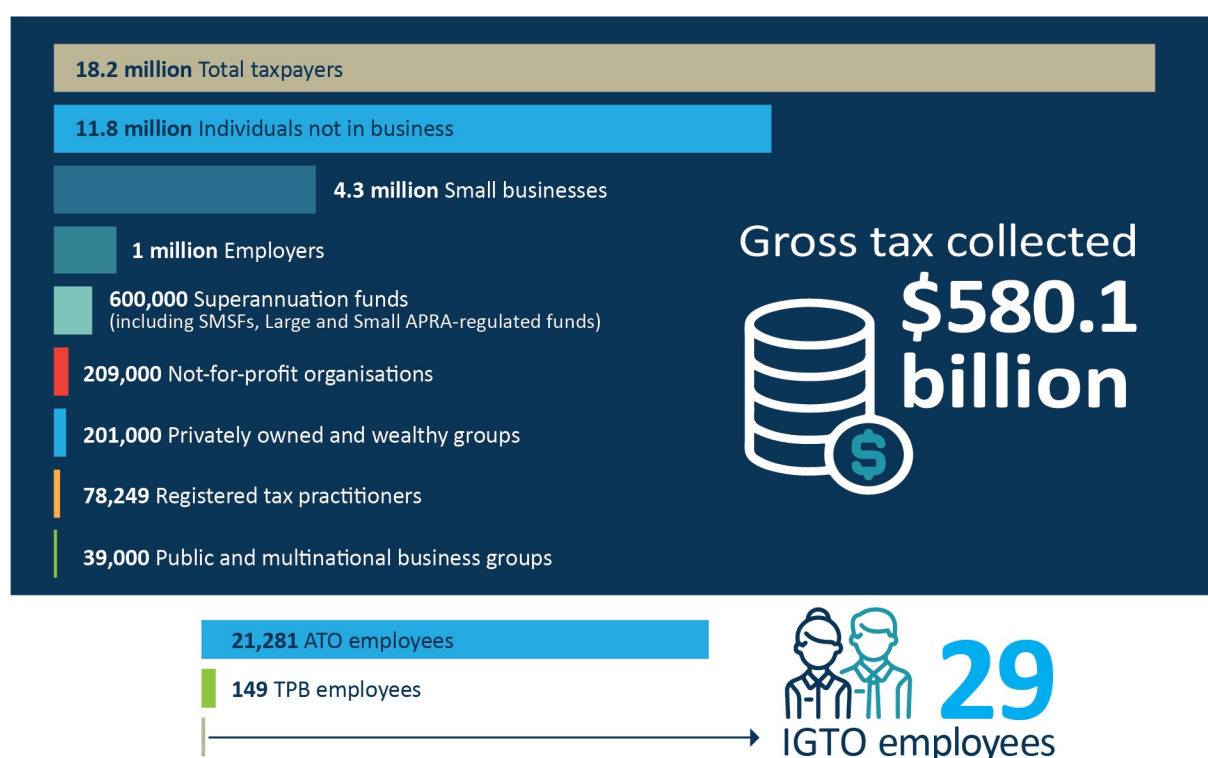 18.2 million Total taxpayers
11.8 million Individuals not in business
4.3 million Small businesses
1 million Employers
600,000 Superannuation funds
(including SMSFs, Large and Small APRA-regulated funds)
209,000 Not-for-profit organisations
201,000 Privately owned and wealthy groups
78,249 Registered tax practitioners
39,000 Public and multinational business groups
Gross tax collected
$580.1
billion
$
21,281 ATO employees
149 TPB employees
29
IGTO employees